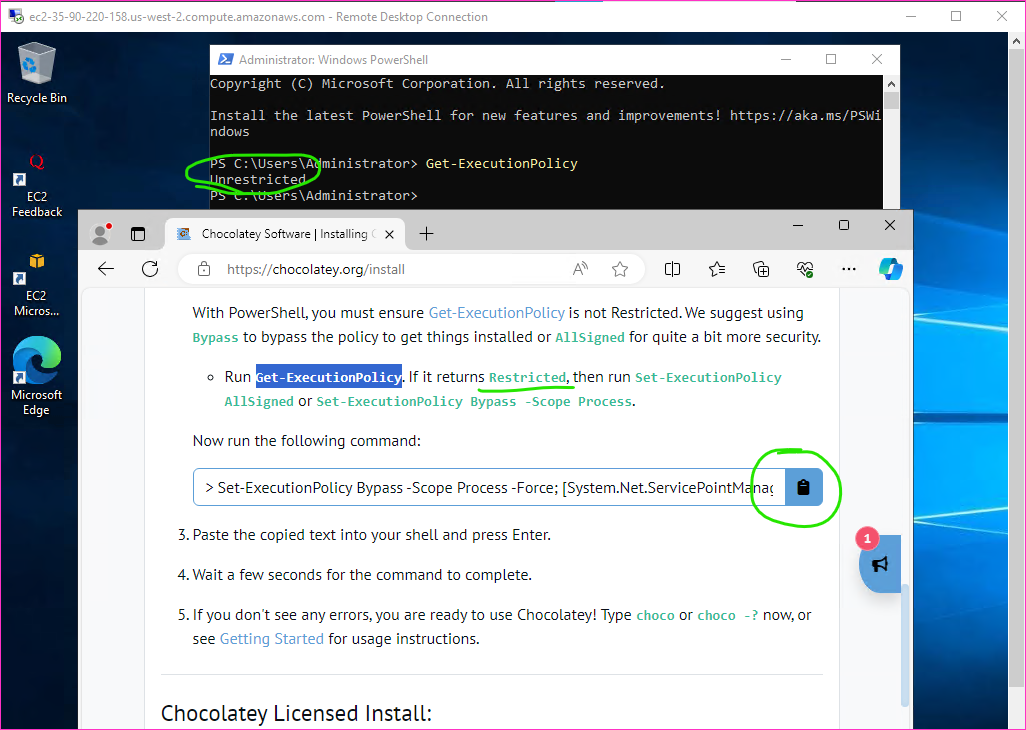 ec2-35-90-220-158.us-west-2.compute.amazonaws.com - Remote Desktop Connection
Recycle Bin
EC2
Feedback
EC2
Micros...
Microsoft
Edge
Administrator: Windows PowerShell
Copyright (C) Microsoft Corporation. All rights reserved.
Install the latest PowerShell for new features and improvements! https://aka.ms/PSWi
ndows
PS C:\Users\Administrator> Get-ExecutionPolicy
Unrestricted
PS C:\Users\Administrator>
Chocolatey Software | Installing C
https://chocolatey.org/install
With PowerShell, you must ensure Get-ExecutionPolicy is not Restricted. We suggest using
Bypass to bypass the policy to get things installed or AllSigned for quite a bit more security.
Run Get-ExecutionPolicy. If it returns Restricted, then run Set-ExecutionPolicy
AllSigned or Set-ExecutionPolicy Bypass -Scope Process.
Now run the following command:
> Set-ExecutionPolicy Bypass -Scope Process -Force; [System.Net.ServicePointManag
3. Paste the copied text into your shell and press Enter.
1
4. Wait a few seconds for the command to complete.
5. If you don't see any errors, you are ready to use Chocolatey! Type choco or choco -? now, or
see Getting Started for usage instructions.
Chocolatey Licensed Install: